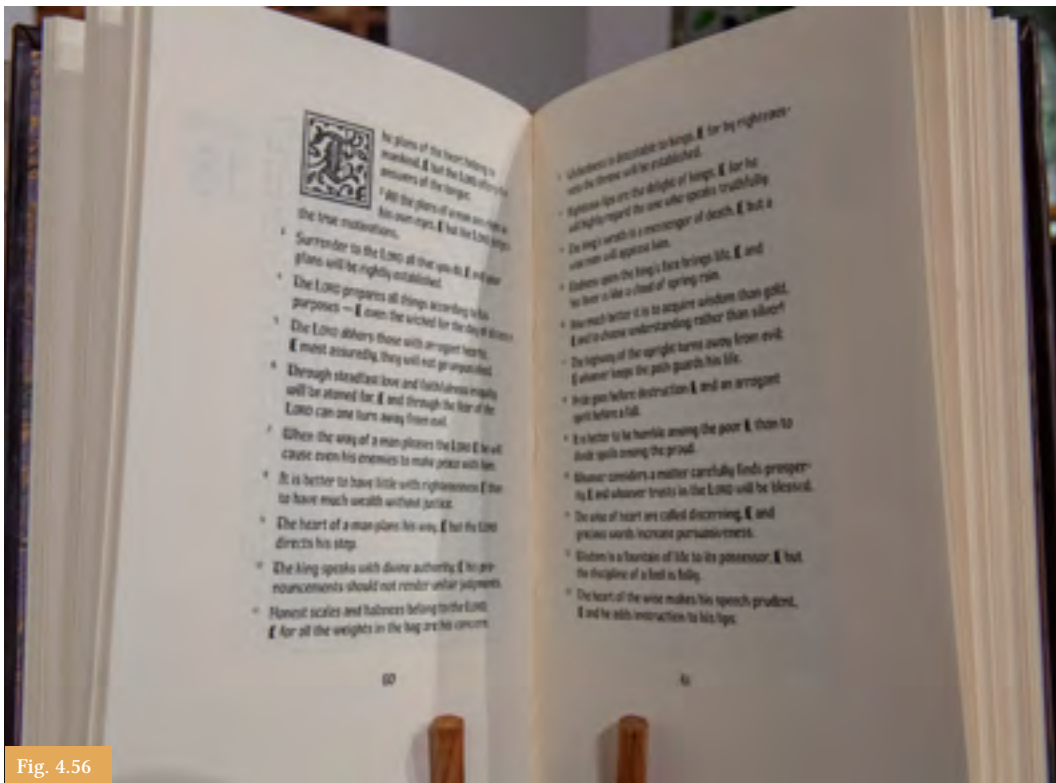 The plans of the heart belong to
mankind, ⁋ but the LORD
answers of the tongue.
2 All the plans of a man are
his own eyes, ⁋ but the LORD
the true motivations.
3 Surrender to the LORD all that you do, ⁋ and your
plans will be rightly established.
4 The LORD prepares all things according to his
purposes — ⁋ even the wicked for the day of
5 The LORD abhors those with arrogant hearts,
⁋ most assuredly, they will not go unpunished.
6 Through steadfast love and faithfulness iniquity
will be atoned for, ⁋ and through the fear of the
LORD can one turn away from evil.
7 When the way of a man pleases the LORD ⁋ he will
cause even his enemies to make peace with him.
8 It is better to have little with righteousness ⁋ than
to have much wealth without justice.
9 The heart of a man plans his way, ⁋ but the LORD
directs his step.
10 The king speaks with divine authority; ⁋ his pro-
nouncements should not render unfair judgments.
11 Honest scales and balances belong to the LORD;
⁋ for all the weights in the bag are his concern.
60
Wickedness is detestable to kings, ⁋ for by righteous-
ness the throne will be established.
Righteous lips are the delight of kings, ⁋ for he
will highly regard the one who speaks truthfully.
The king's wrath is a messenger of death, ⁋ but a
wise man will appease him.
Gladness upon the king's face brings life, ⁋ and
his favor is like a cloud of spring rain.
How much better it is to acquire wisdom than gold,
⁋ and to choose understanding rather than silver!
The highway of the upright turns away from evil;
⁋ whoever keeps the path guards his life.
Pride goes before destruction ⁋ and an arrogant
spirit before a fall.
It is better to be humble among the poor ⁋ than to
divide spoils among the proud.
Whoever considers a matter carefully finds prosper-
ity, ⁋ and whoever trusts in the LORD will be blessed.
The wise of heart are called discerning, ⁋ and
precious words increase persuasiveness.
Wisdom is a fountain of life to its possessor, ⁋ but
the discipline of a fool is folly.
The heart of the wise makes his speech prudent,
⁋ and he adds instruction to his lips.
61
Fig. 4.56